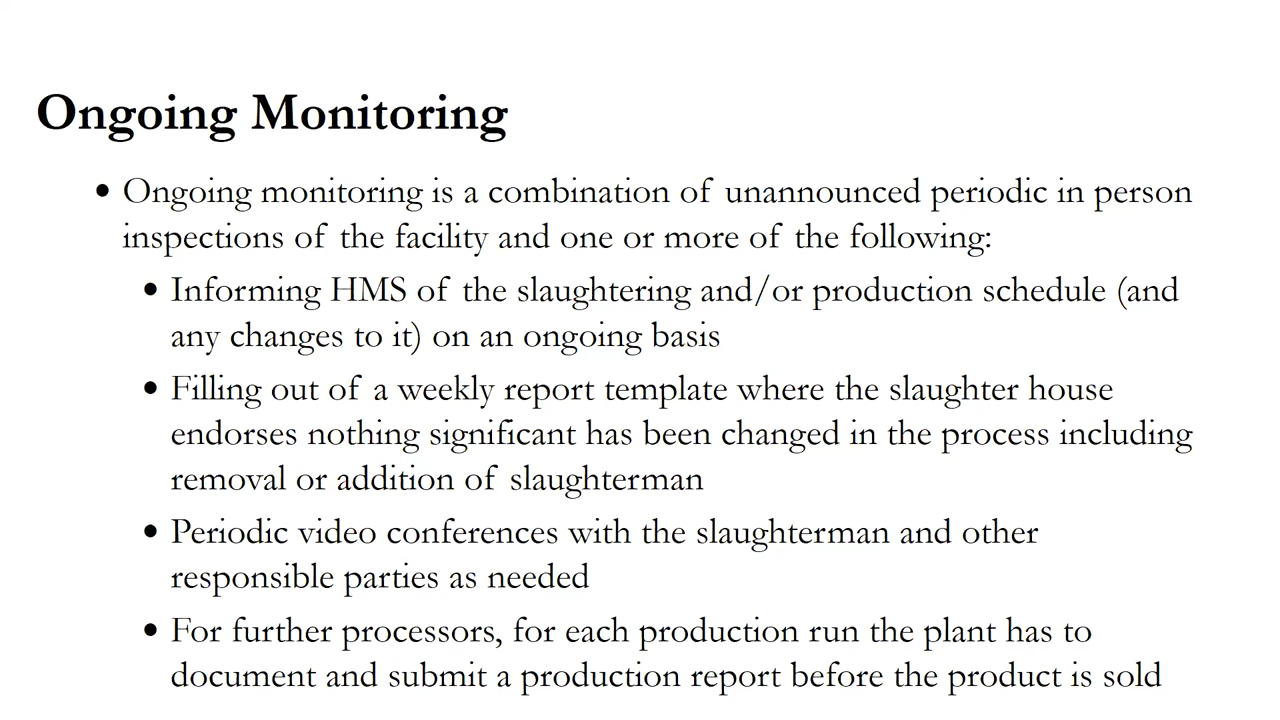 Ongoing Monitoring
• Ongoing monitoring is a combination of unannounced periodic in person
inspections of the facility and one or more of the following:
• Informing HMS of the slaughtering and/or production schedule (and
any changes to it) on an ongoing basis
• Filling out of a weekly report template where the slaughter house
endorses nothing significant has been changed in the process including
removal or addition of slaughterman
• Periodic video conferences with the slaughterman and other
responsible parties as needed
• For further processors, for each production run the plant has to
document and submit a production report before the product is sold